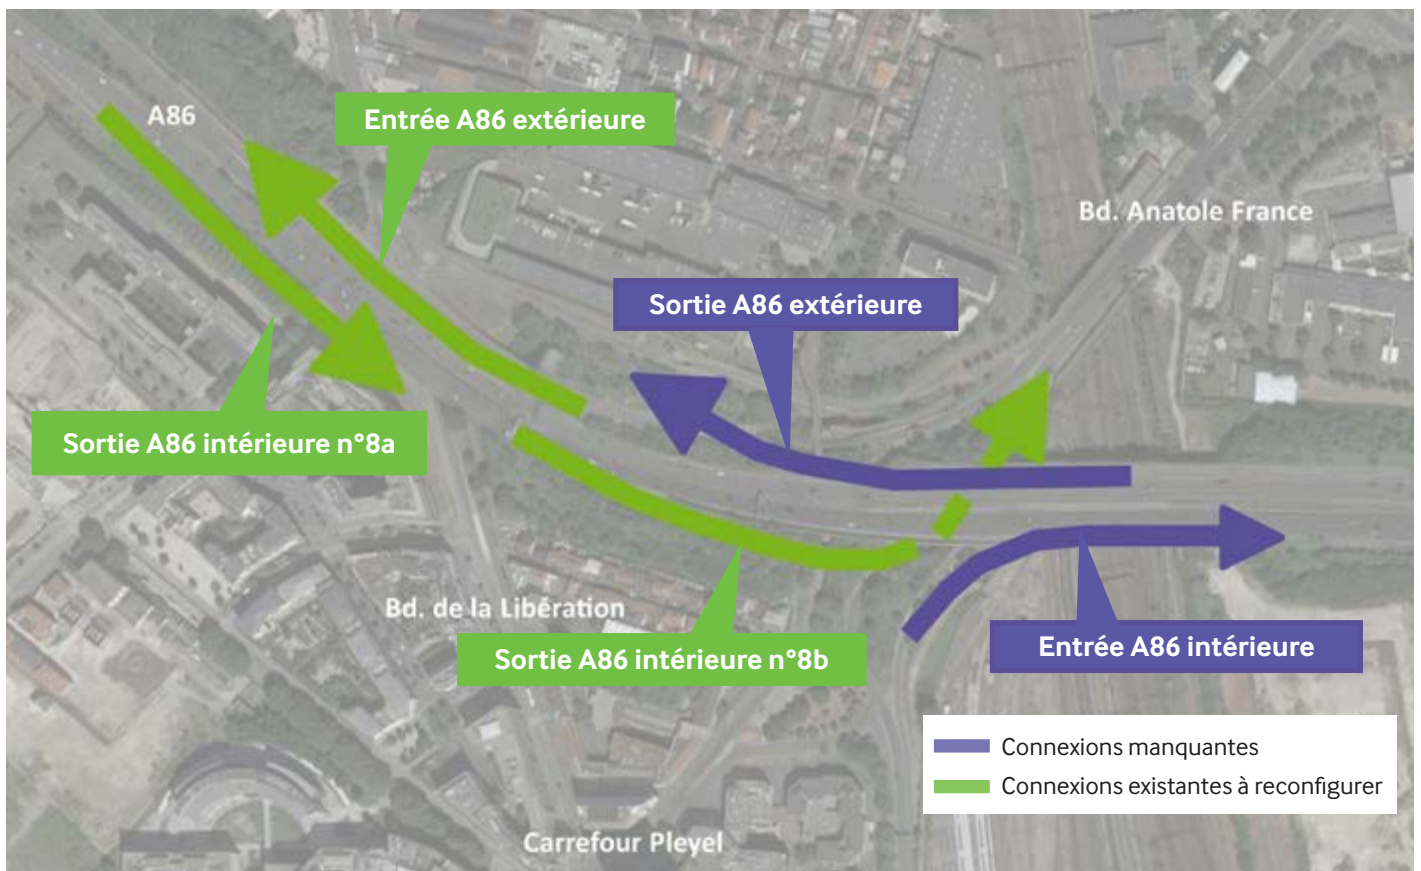 A86
Entrée A86 extérieure
Bd. Anatole France
Sortie A86 extérieure
Sortie A86 intérieure n°8a
Bd. de la Libération
Sortie A86 intérieure n°8b
Entrée A86 intérieure
Connexions manquantes
Connexions existantes à reconfigurer
Carrefour Pleyel